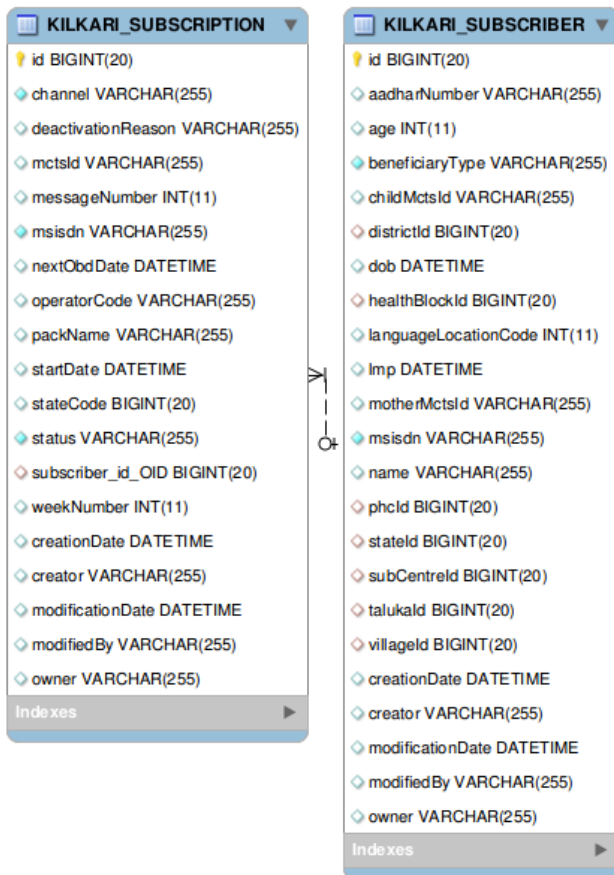 KILKARI_SUBSCRIPTION
id BIGINT(20)
channel VARCHAR(255)
deactivationReason VARCHAR(255)
mctsId VARCHAR(255)
messageNumber INT(11)
msisdn VARCHAR(255)
nextObdDate DATETIME
operatorCode VARCHAR(255)
packName VARCHAR(255)
startDate DATETIME
stateCode BIGINT(20)
status VARCHAR(255)
subscriber_id_OID BIGINT(20)
weekNumber INT(11)
creationDate DATETIME
creator VARCHAR(255)
modificationDate DATETIME
modifiedBy VARCHAR(255)
owner VARCHAR(255)
Indexes
KILKARI_SUBSCRIBER
id BIGINT(20)
aadharNumber VARCHAR(255)
age INT(11)
beneficiaryType VARCHAR(255)
childMctsId VARCHAR(255)
districtId BIGINT(20)
dob DATETIME
healthBlockId BIGINT(20)
languageLocationCode INT(11)
lmp DATETIME
motherMctsId VARCHAR(255)
msisdn VARCHAR(255)
name VARCHAR(255)
phcId BIGINT(20)
stateId BIGINT(20)
subCentreId BIGINT(20)
talukaId BIGINT(20)
villageId BIGINT(20)
creationDate DATETIME
creator VARCHAR(255)
modificationDate DATETIME
modifiedBy VARCHAR(255)
owner VARCHAR(255)
Indexes